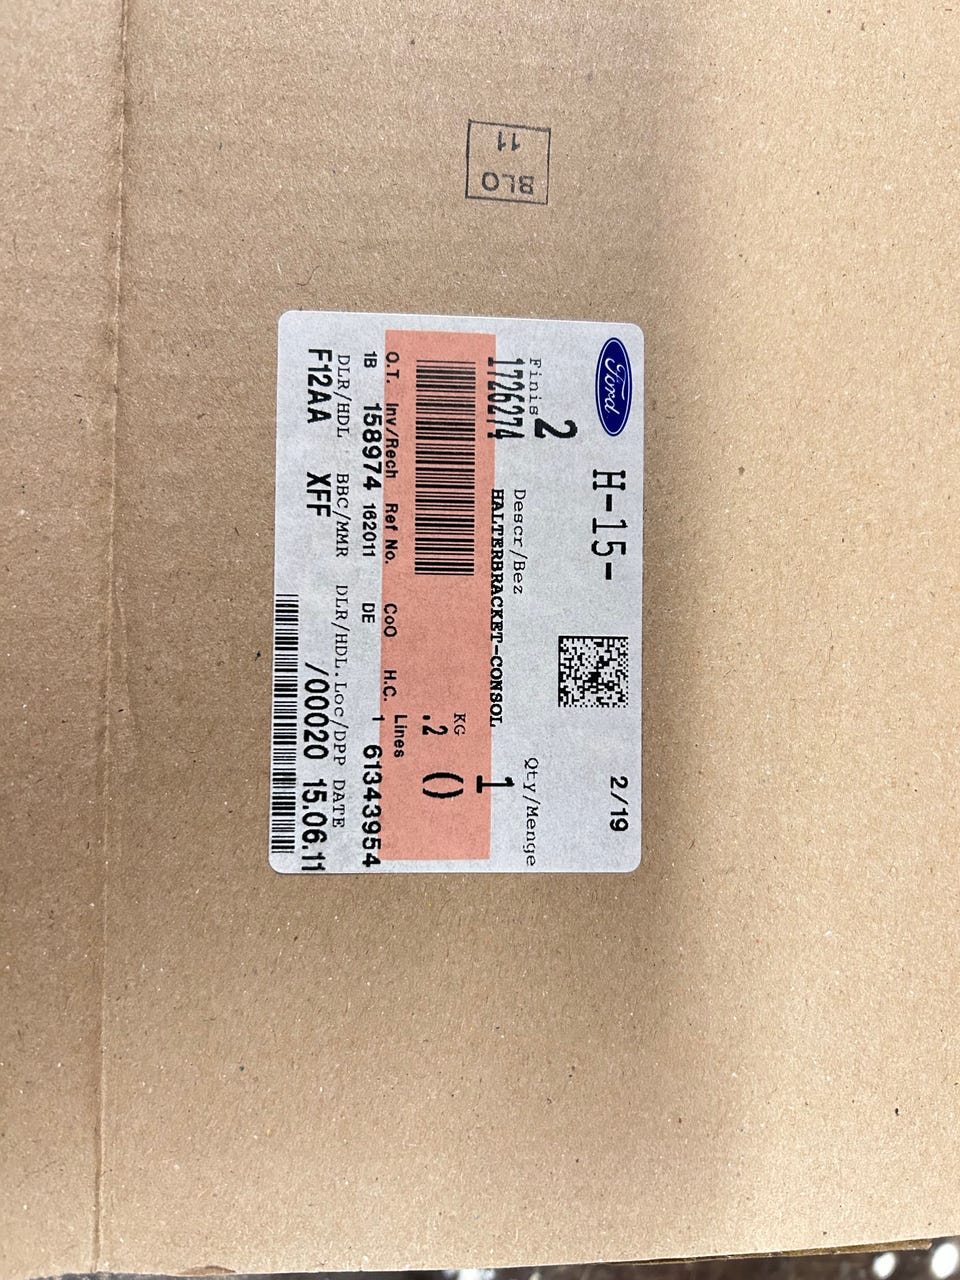 BLO
11
Ford H-15- 2/19
2
Finis Descr/Bez Qty/Menge
1726274 HALTERBRACKET-CONSOL 1
KG
.2 ()
Lines
O.T. Inv/Rech Ref No. CoO H.C.
1B 158974 162011 DE 1 61343954
DLR/HDL BBC/MMR DLR/HDL.Loc/DPP DATE
F12AA XFF /00020 15.06.11